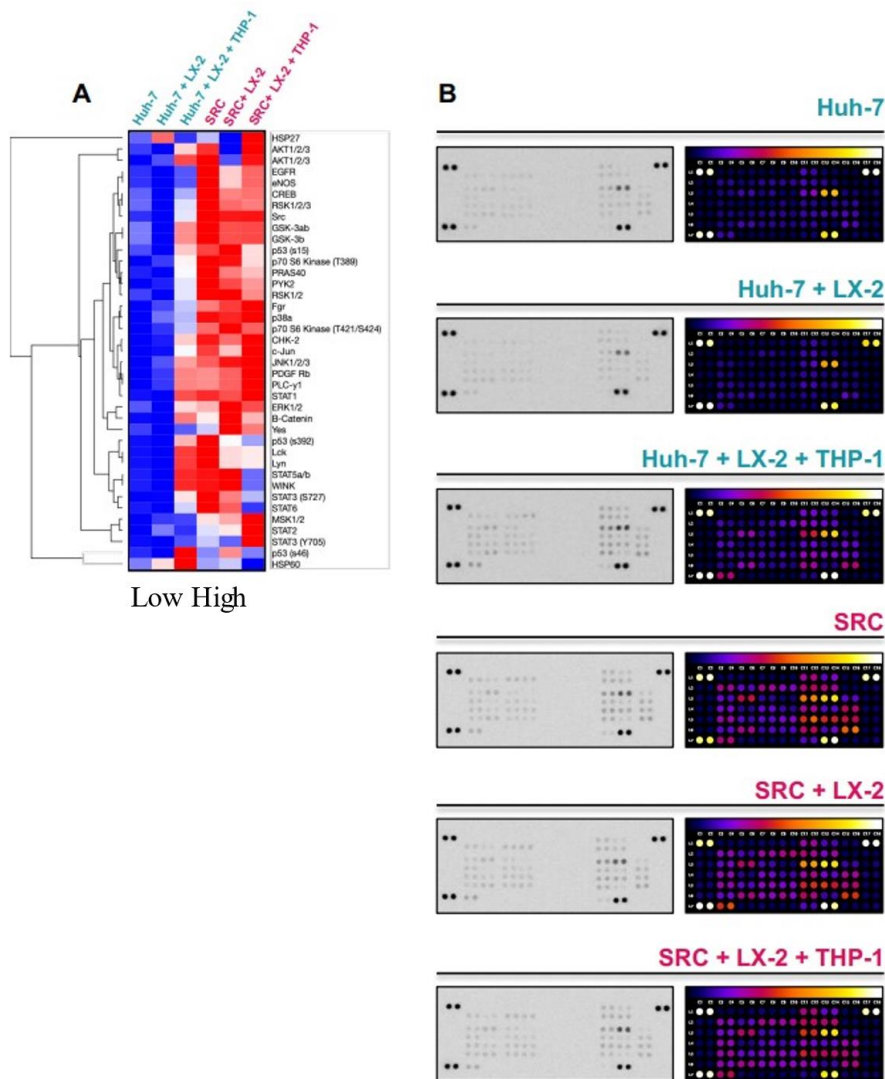 A
Huh-7
Huh-7 + LX-2
Huh-7 + LX-2 + THP-1
SRC
SRC+ LX-2
SRC+ LX-2 + THP-1
HSP27
AKT1/2/3
AKT1/2/3
EGFR
eNOS
CREB
RSK1/2/3
Src
GSK-3ab
GSK-3b
p53 (s15)
p70 S6 Kinase (T389)
PRAS40
PYK2
RSK1/2
Fgr
p38a
p70 S6 Kinase (T421/S424)
CHK-2
c-Jun
JNK1/2/3
PDGF Rb
PLC-y1
STAT1
ERK1/2
B-Catenin
Yes
p53 (s392)
Lck
Lyn
STAT5a/b
WINK
STAT3 (S727)
STAT6
MSK1/2
STAT2
STAT3 (Y705)
p53 (s46)
HSP60
Low High
B
Huh-7
Huh-7 + LX-2
Huh-7 + LX-2 + THP-1
SRC
SRC + LX-2
SRC + LX-2 + THP-1